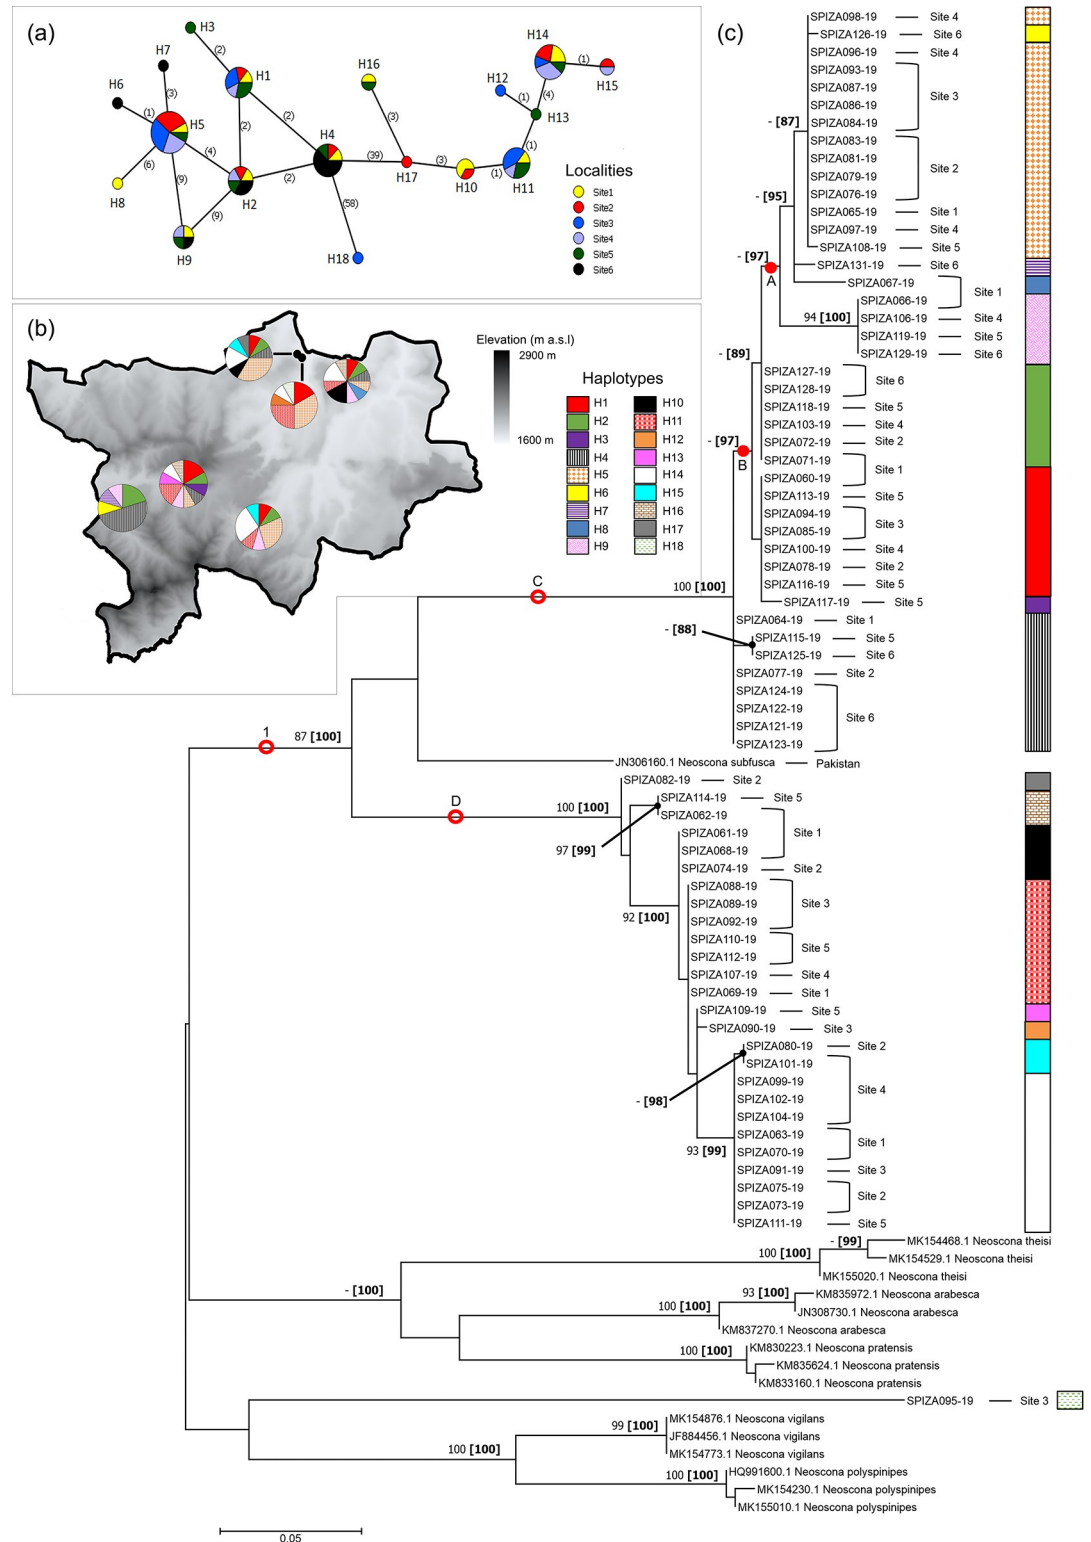 (a)
H3
H7
(2)
H6
(3)
H1
H16
H14
(1)
H12
H15
(1)
(4)
H13
(1)
H5
(2)
(2)
H4
(3)
(1)
(6)
(4)
(9)
H8
(2)
H2
(39)
H17
(3)
H10
(1)
H11
(9)
H9
(58)
H18
Localities
Site1
Site2
Site3
Site4
Site5
Site6
(b)
Elevation (m a.s.l)
2900 m
1600 m
Haplotypes
H1
H2
H3
H4
H5
H6
H7
H8
H9
H10
H11
H12
H13
H14
H15
H16
H17
H18
(c)
SPIZA098-19 Site 4
SPIZA126-19 Site 6
SPIZA096-19 Site 4
SPIZA093-19
SPIZA087-19
Site 3
SPIZA086-19
SPIZA084-19
- [87]
SPIZA083-19
SPIZA081-19
Site 2
SPIZA079-19
SPIZA076-19
- [95]
SPIZA065-19 Site 1
SPIZA097-19 Site 4
SPIZA108-19 Site 5
- [97]
A
SPIZA131-19 Site 6
SPIZA067-19
Site 1
SPIZA066-19
94 [100]
SPIZA106-19 Site 4
SPIZA119-19 Site 5
SPIZA129-19 Site 6
- [89]
SPIZA127-19
Site 6
SPIZA128-19
SPIZA118-19 Site 5
SPIZA103-19 Site 4
SPIZA072-19 Site 2
- [97]
B
SPIZA071-19
Site 1
SPIZA060-19
SPIZA113-19 Site 5
SPIZA094-19
Site 3
SPIZA085-19
SPIZA100-19 Site 4
SPIZA078-19 Site 2
SPIZA116-19 Site 5
C
100 [100]
SPIZA117-19 Site 5
SPIZA064-19 Site 1
- [88]
SPIZA115-19 Site 5
SPIZA125-19 Site 6
SPIZA077-19 Site 2
SPIZA124-19
SPIZA122-19
Site 6
SPIZA121-19
SPIZA123-19
1
87 [100]
JN306160.1 Neoscona subfusca Pakistan
SPIZA082-19 Site 2
D
100 [100]
SPIZA114-19 Site 5
SPIZA062-19
Site 1
SPIZA061-19
97 [99]
SPIZA068-19
SPIZA074-19 Site 2
SPIZA088-19
SPIZA089-19
Site 3
92 [100]
SPIZA092-19
SPIZA110-19
Site 5
SPIZA112-19
SPIZA107-19 Site 4
SPIZA069-19 Site 1
SPIZA109-19 Site 5
SPIZA090-19 Site 3
SPIZA080-19 Site 2
SPIZA101-19
SPIZA099-19
Site 4
- [98]
SPIZA102-19
SPIZA104-19
SPIZA063-19
Site 1
93 [99]
SPIZA070-19
SPIZA091-19 Site 3
SPIZA075-19
Site 2
SPIZA073-19
SPIZA111-19 Site 5
- [99]
MK154468.1 Neoscona theisi
100 [100]
MK154529.1 Neoscona theisi
MK155020.1 Neoscona theisi
- [100]
93 [100]
KM835972.1 Neoscona arabesca
100 [100]
JN308730.1 Neoscona arabesca
KM837270.1 Neoscona arabesca
100 [100]
KM830223.1 Neoscona pratensis
KM835624.1 Neoscona pratensis
KM833160.1 Neoscona pratensis
SPIZA095-19 Site 3
MK154876.1 Neoscona vigilans
99 [100]
JF884456.1 Neoscona vigilans
100 [100]
MK154773.1 Neoscona vigilans
100 [100]
HQ991600.1 Neoscona polyspinipes
MK154230.1 Neoscona polyspinipes
MK155010.1 Neoscona polyspinipes
0.05